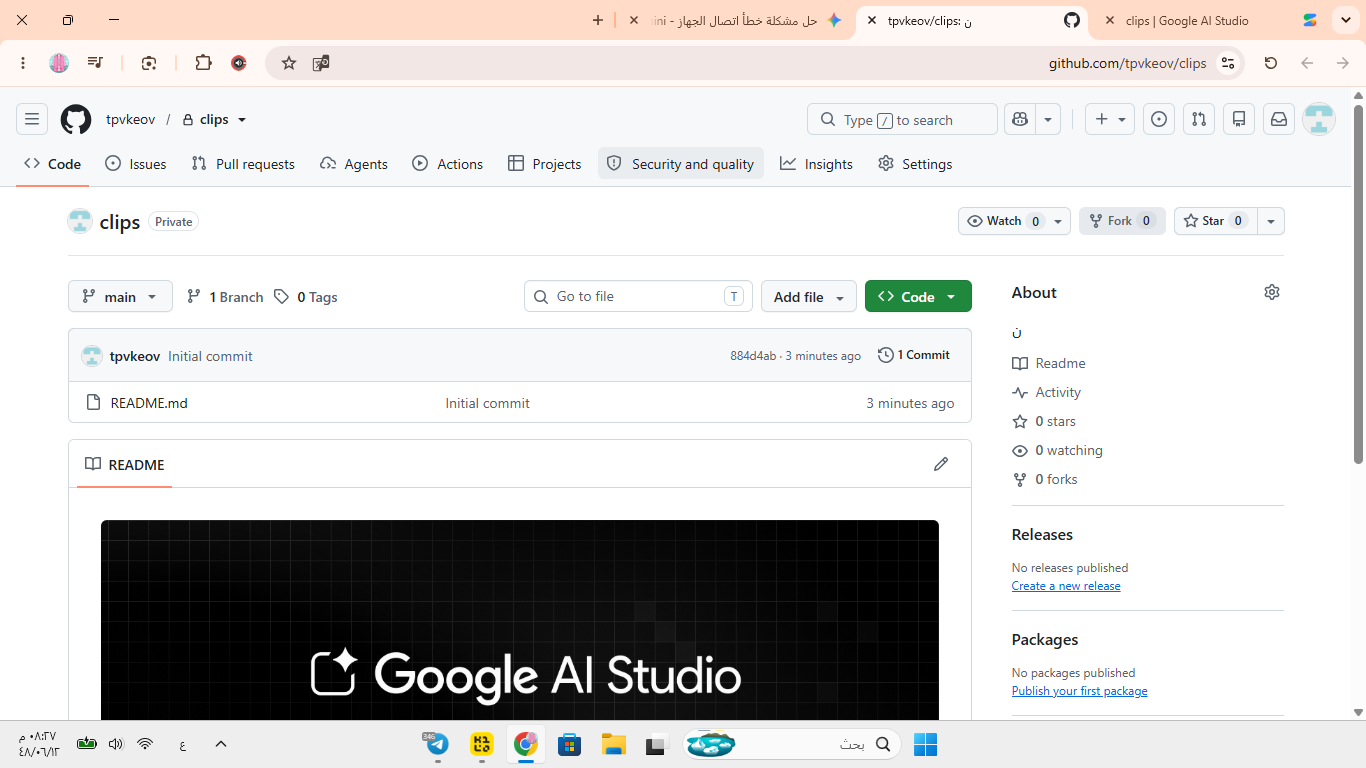 حل مشكلة خطأ اتصال الجهاز - ini
tpvkeov/clips: ن
clips | Google AI Studio
github.com/tpvkeov/clips
tpvkeov / clips
Type / to search
Code
Issues
Pull requests
Agents
Actions
Projects
Security and quality
Insights
Settings
clips Private
Watch 0
Fork 0
Star 0
main
1 Branch
0 Tags
Go to file T
Add file
Code
tpvkeov Initial commit
884d4ab · 3 minutes ago
1 Commit
README.md Initial commit 3 minutes ago
README
Google AI Studio
About
ن
Readme
Activity
0 stars
0 watching
0 forks
Releases
No releases published
Create a new release
Packages
No packages published
Publish your first package
٠٨:٢٧ م
٤٨/٠٦/١٢
ع
346
بحث